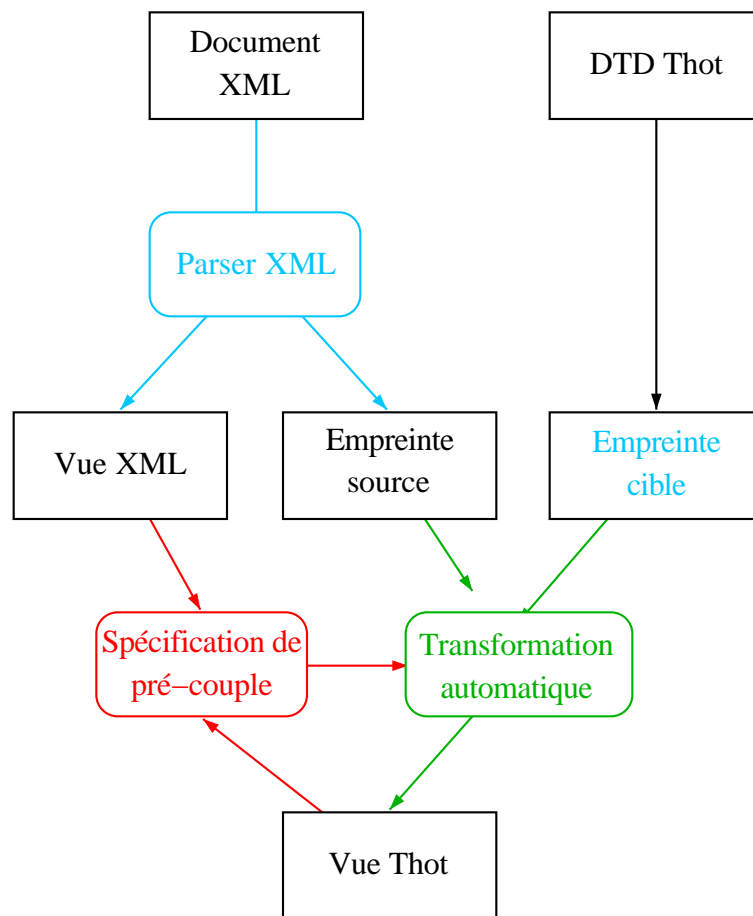 Document
XML
DTD Thot
Parser XML
Vue XML
Empreinte
source
Empreinte
cible
Spécification de
pré−couple
Transformation
automatique
Vue Thot